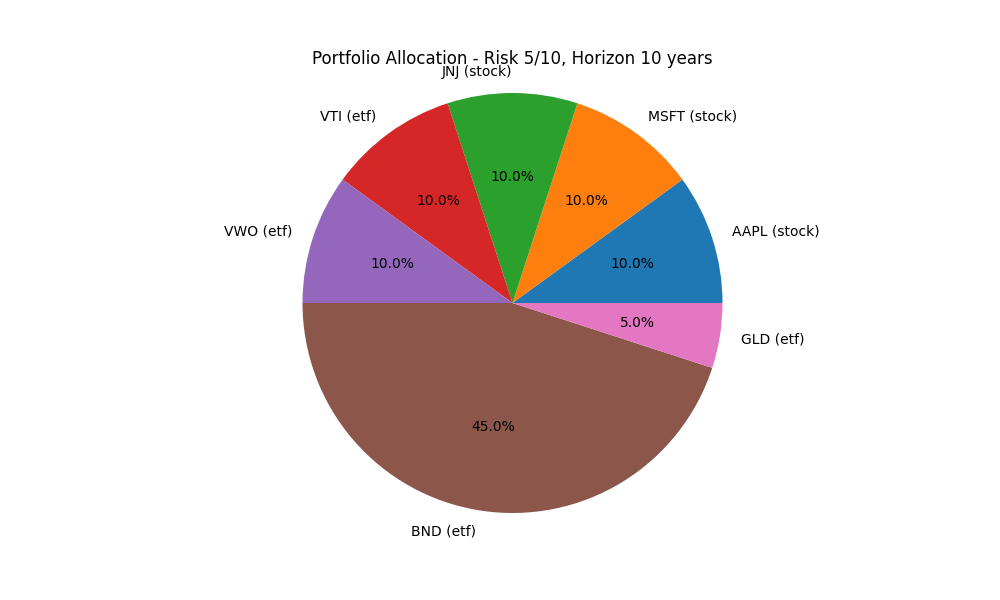 Portfolio Allocation - Risk 5/10, Horizon 10 years
JNJ (stock)
VTI (etf)
MSFT (stock)
10.0%
10.0%
10.0%
VWO (etf)
AAPL (stock)
10.0%
10.0%
5.0%
GLD (etf)
45.0%
BND (etf)